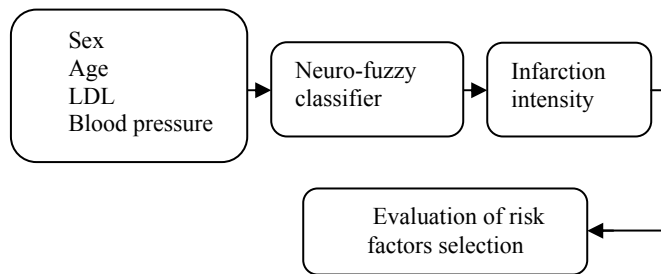 Sex
Age
LDL
Blood pressure
Neuro-fuzzy
classifier
Infarction
intensity
Evaluation of risk
factors selection